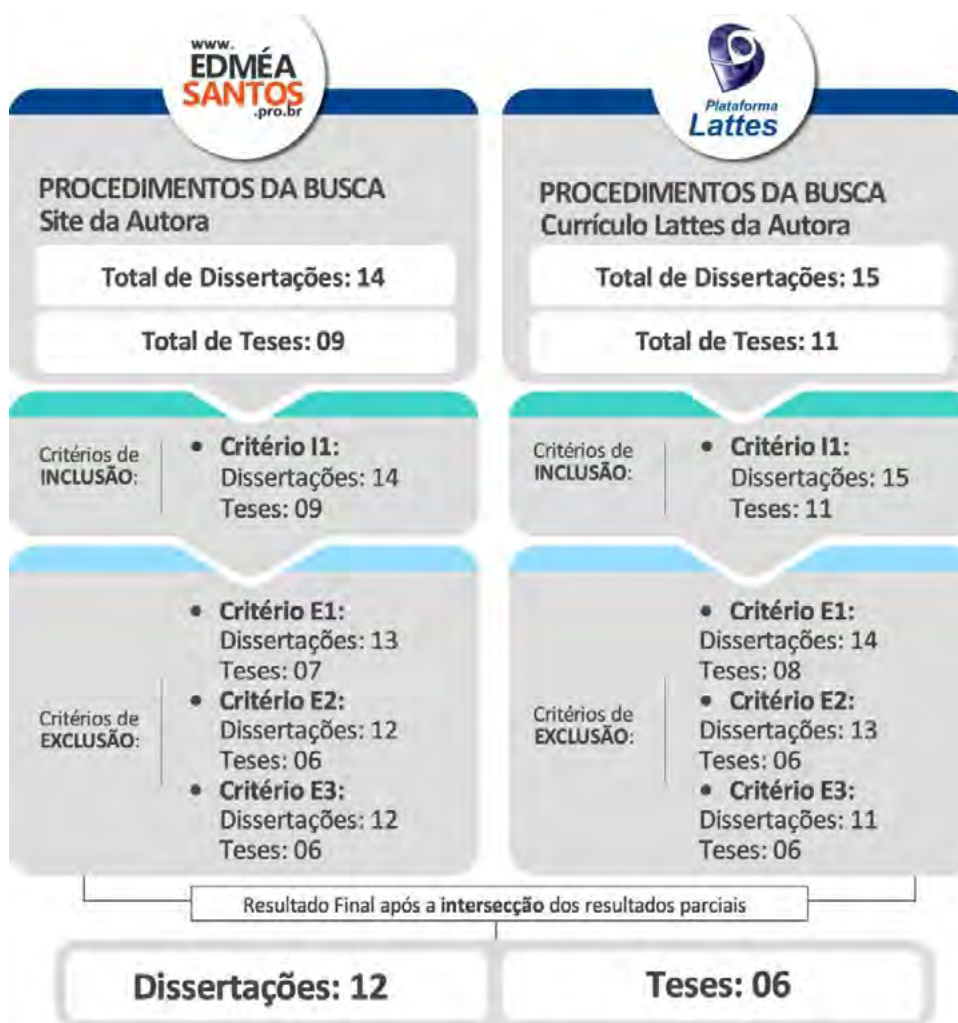 www.
EDMÉA
SANTOS
.pro.br
PROCEDIMENTOS DA BUSCA
Site da Autora
Total de Dissertações: 14
Total de Teses: 09
Critérios de
INCLUSÃO:
• Critério I1:
Dissertações: 14
Teses: 09
Critérios de
EXCLUSÃO:
• Critério E1:
Dissertações: 13
Teses: 07
• Critério E2:
Dissertações: 12
Teses: 06
• Critério E3:
Dissertações: 12
Teses: 06
Plataforma
Lattes
PROCEDIMENTOS DA BUSCA
Currículo Lattes da Autora
Total de Dissertações: 15
Total de Teses: 11
Critérios de
INCLUSÃO:
• Critério I1:
Dissertações: 15
Teses: 11
Critérios de
EXCLUSÃO:
• Critério E1:
Dissertações: 14
Teses: 08
• Critério E2:
Dissertações: 13
Teses: 06
• Critério E3:
Dissertações: 11
Teses: 06
Resultado Final após a intersecção dos resultados parciais
Dissertações: 12
Teses: 06